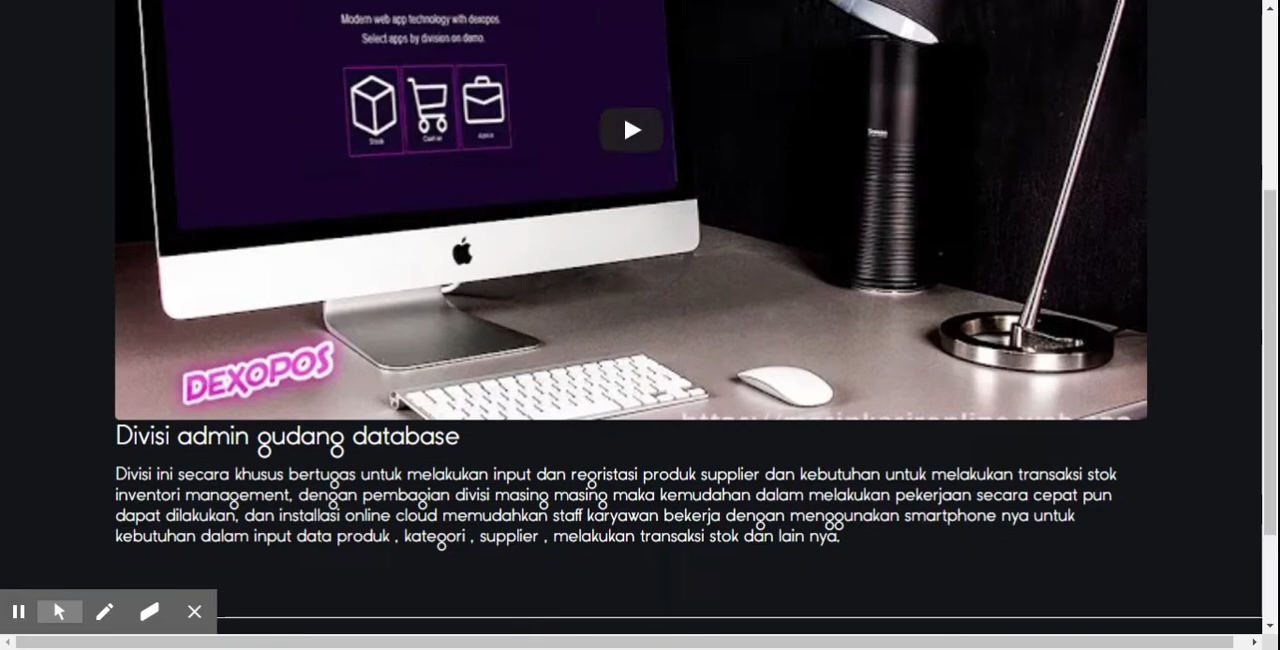 Modern web app technology with dexopos.
Select apps by division on demo.
Stock
Cashier
Admin
DEXOPOS
Divisi admin gudang database
Divisi ini secara khusus bertugas untuk melakukan input dan regristasi produk supplier dan kebutuhan untuk melakukan transaksi stok
inventori management, dengan pembagian divisi masing masing maka kemudahan dalam melakukan pekerjaan secara cepat pun
dapat dilakukan, dan installasi online cloud memudahkan staff karyawan bekerja dengan menggunakan smartphone nya untuk
kebutuhan dalam input data produk , kategori , supplier , melakukan transaksi stok dan lain nya.